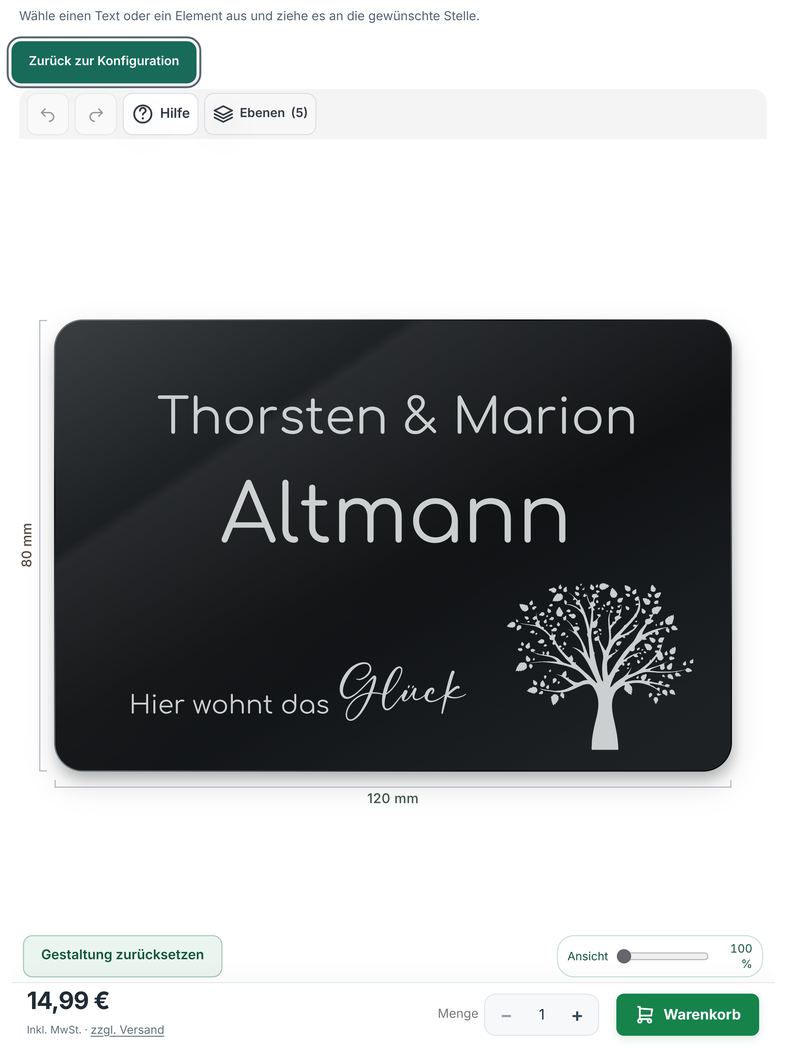 Wähle einen Text oder ein Element aus und ziehe es an die gewünschte Stelle.
Zurück zur Konfiguration
Hilfe
Ebenen (5)
Thorsten & Marion
Altmann
80 mm
Hier wohnt das Glück
120 mm
Gestaltung zurücksetzen
Ansicht
100
%
14,99 €
Inkl. MwSt. · zzgl. Versand
Menge
− 1 +
Warenkorb